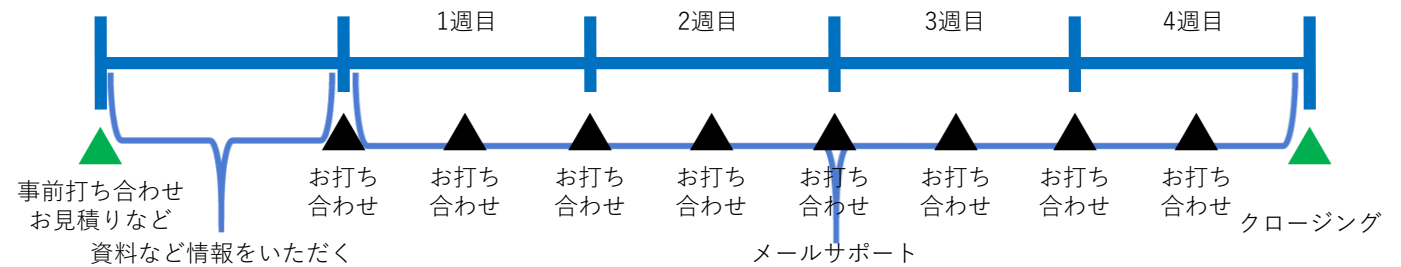 1週目
2週目
3週目
4週目
事前打ち合わせ
お見積りなど
お打ち
合わせ
お打ち
合わせ
お打ち
合わせ
お打ち
合わせ
お打ち
合わせ
お打ち
合わせ
お打ち
合わせ
お打ち
合わせ
クロージング
資料など情報をいただく
メールサポート